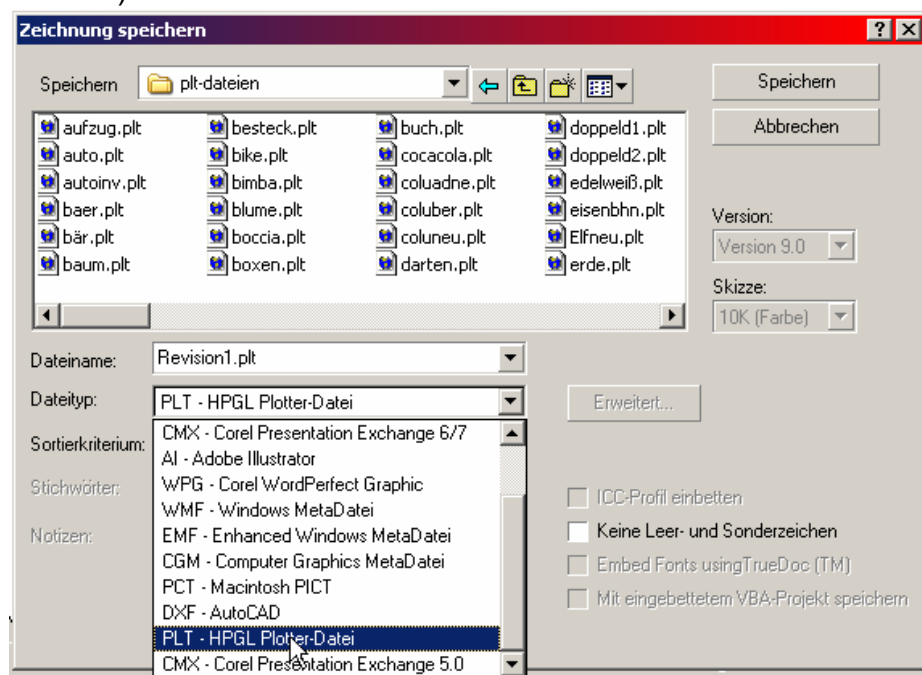 Zeichnung speichern
Speichern plt-dateien Speichern
aufzug.plt besteck.plt buch.plt doppeld1.plt Abbrechen
auto.plt bike.plt cocacola.plt doppeld2.plt
autoinv.plt bimba.plt coluadne.plt edelweiß.plt
baer.plt blume.plt coluber.plt eisenbhn.plt Version:
bär.plt boccia.plt coluneu.plt Elfneu.plt Version 9.0
baum.plt boxen.plt darten.plt erde.plt
Skizze:
10K (Farbe)
Dateiname: Revision1.plt
Dateityp: PLT - HPGL Plotter-Datei Erweitert...
CMX - Corel Presentation Exchange 6/7
Sortierkriterium:
AI - Adobe Illustrator
Stichwörter: WPG - Corel WordPerfect Graphic ICC-Profil einbetten
WMF - Windows MetaDatei
Notizen: EMF - Enhanced Windows MetaDatei Keine Leer- und Sonderzeichen
CGM - Computer Graphics MetaDatei Embed Fonts usingTrueDoc (TM)
PCT - Macintosh PICT Mit eingebettetem VBA-Projekt speichern
DXF - AutoCAD
PLT - HPGL Plotter-Datei
CMX - Corel Presentation Exchange 5.0